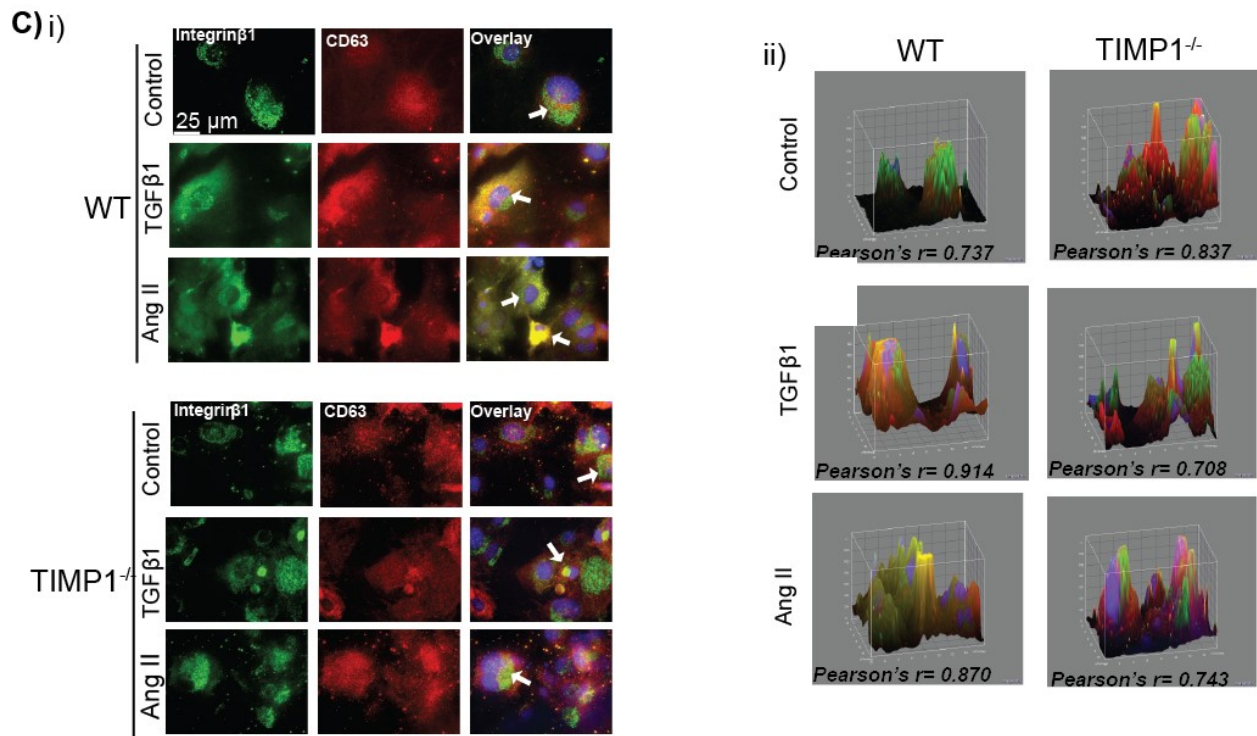 C) i)
Integrinβ1 CD63 Overlay
Control
25 µm
WT
TGFβ1
Ang II
Integrinβ1 CD63 Overlay
Control
TIMP1-/-
TGFβ1
Ang II
ii) WT TIMP1-/-
Control
Pearson's r= 0.737 Pearson's r= 0.837
TGFβ1
Pearson's r= 0.914 Pearson's r= 0.708
Ang II
Pearson's r= 0.870 Pearson's r= 0.743